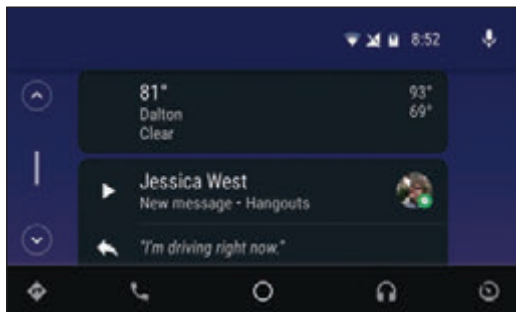 8:52
81°
93°
Dalton
69°
Clear
Jessica West
New message • Hangouts
"I'm driving right now."